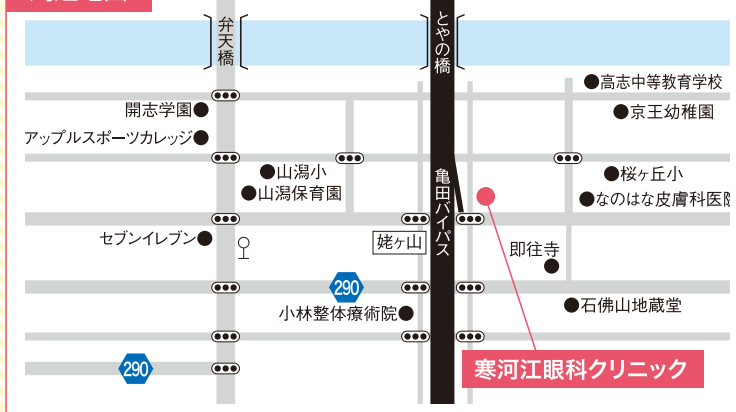 弁天橋
とやの橋
高志中等教育学校
開志学園
京王幼稚園
アップルスポーツカレッジ
山潟小
桜ヶ丘小
山潟保育園
亀田バイパス
なのはな皮膚科医院
セブンイレブン
姥ヶ山
即往寺
290
小林整体療術院
石佛山地蔵堂
290
寒河江眼科クリニック